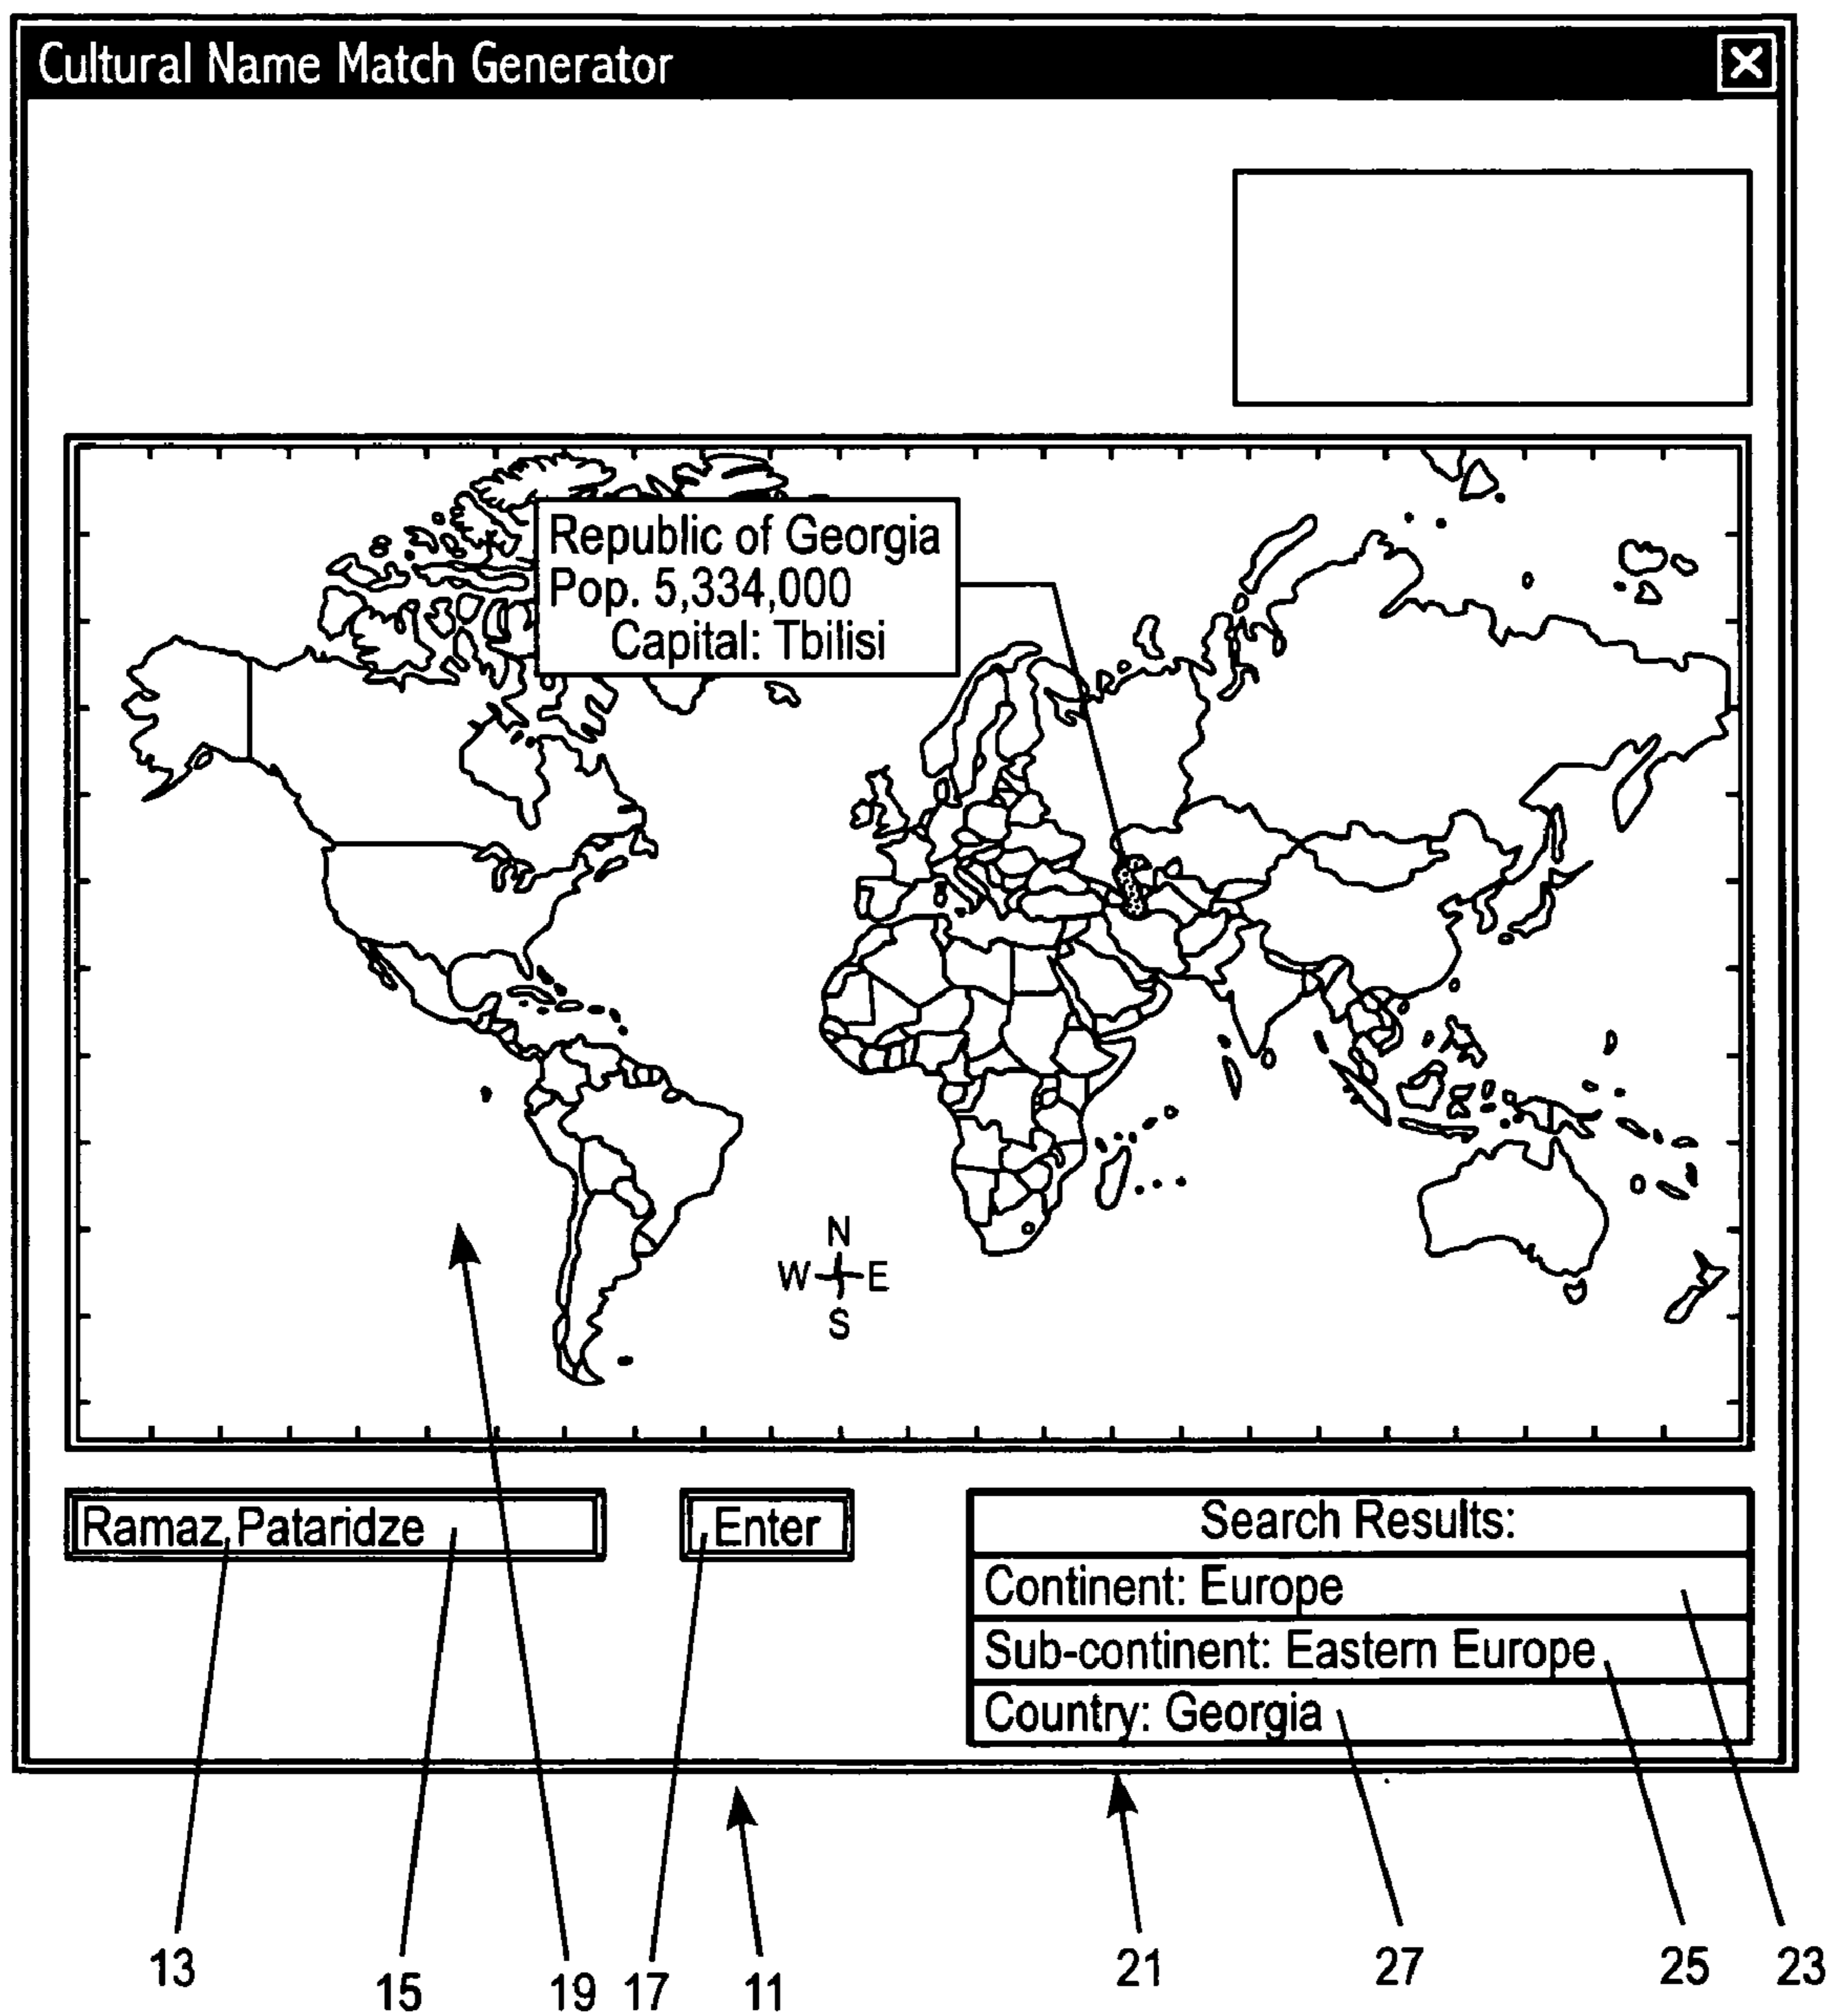 Cultural Name Match Generator
Republic of Georgia
Pop. 5,334,000
Capital: Tbilisi
N
W E
S
Ramaz Pataridze
Enter
Search Results:
Continent: Europe
Sub-continent: Eastern Europe
Country: Georgia
13
15
19
17
11
21
27
25
23